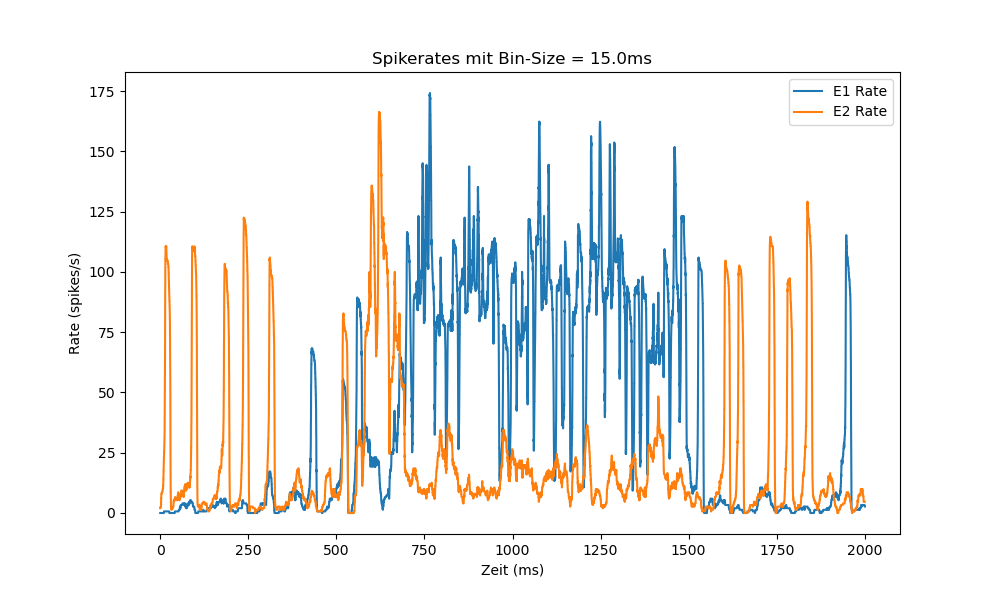 Spikerates mit Bin-Size = 15.0ms
E1 Rate
E2 Rate
Rate (spikes/s)
175
150
125
100
75
50
25
0
0 250 500 750 1000 1250 1500 1750 2000
Zeit (ms)